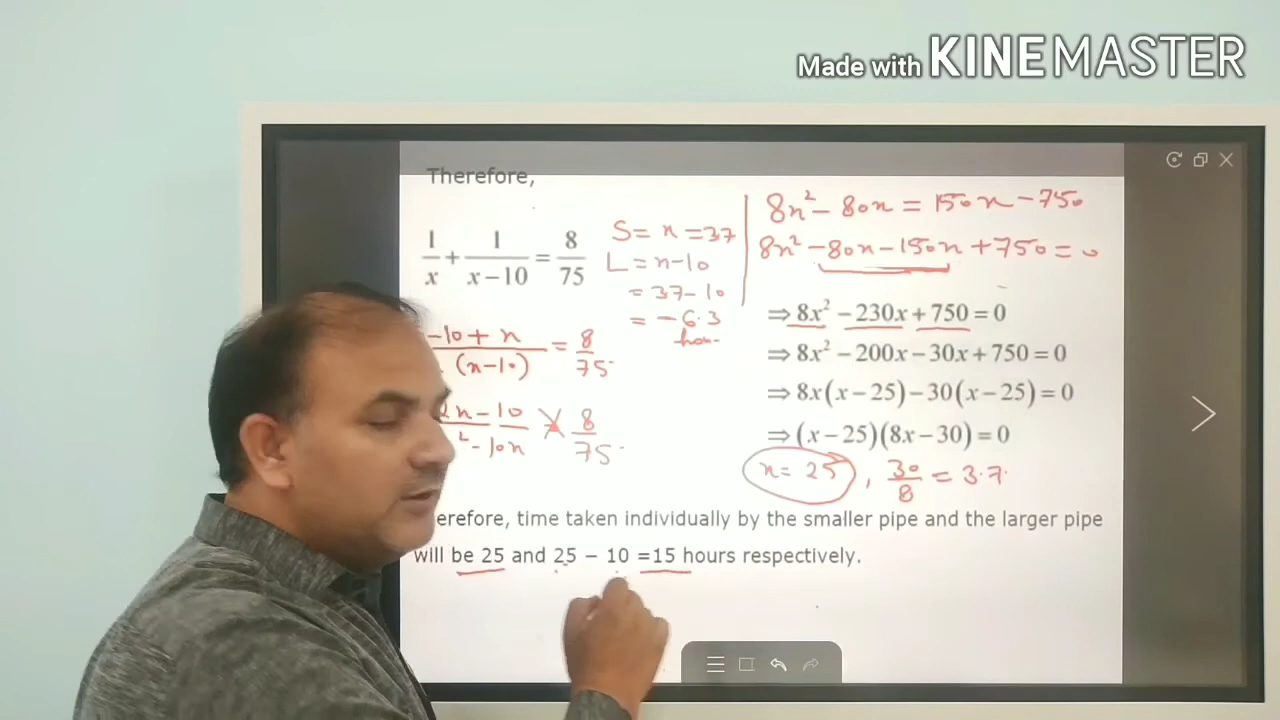 Made with KINEMASTER
Therefore,
1/x + 1/(x−10) = 8/75
S = x = 37
L = x−10
= 37−10
= −6.3
−10 + x / (x−10) = 8/75
2x−10 / ²−10x 8/75
8x² − 80x = 150x − 750
8x² − 80x − 150x + 750 = 0
⇒ 8x² − 230x + 750 = 0
⇒ 8x² − 200x − 30x + 750 = 0
⇒ 8x(x − 25) − 30(x − 25) = 0
⇒ (x − 25)(8x − 30) = 0
x = 25, 30/8 = 3.7
erefore, time taken individually by the smaller pipe and the larger pipe
will be 25 and 25 − 10 =15 hours respectively.